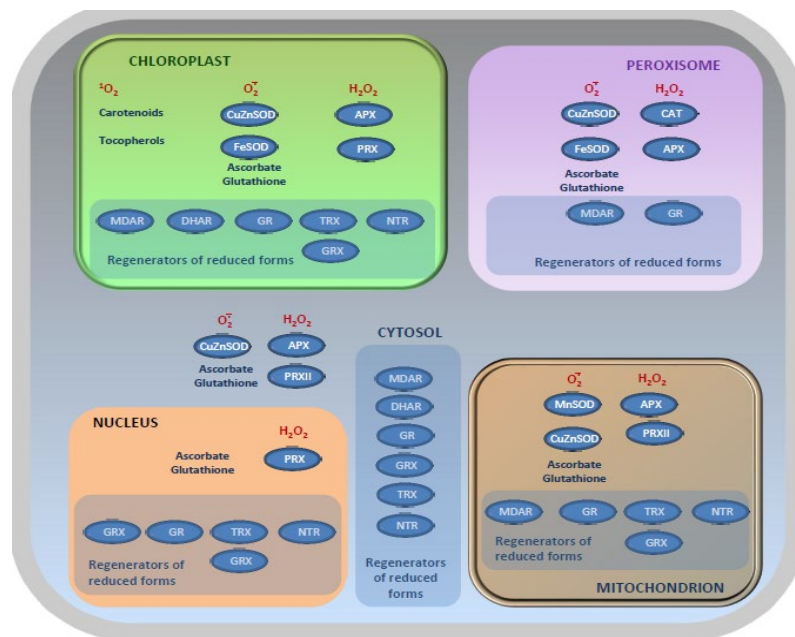 CHLOROPLAST
¹O₂ O₂⁻ H₂O₂
Carotenoids CuZnSOD APX
Tocopherols FeSOD PRX
Ascorbate
Glutathione
MDAR DHAR GR TRX NTR
GRX
Regenerators of reduced forms
PEROXISOME
O₂⁻ H₂O₂
CuZnSOD CAT
FeSOD APX
Ascorbate
Glutathione
MDAR GR
Regenerators of reduced forms
O₂⁻ H₂O₂
CuZnSOD APX
Ascorbate
Glutathione
PRXII
CYTOSOL
MDAR
DHAR
GR
GRX
TRX
NTR
Regenerators
of reduced
forms
NUCLEUS
H₂O₂
Ascorbate
Glutathione
PRX
GRX GR TRX NTR
GRX
Regenerators of
reduced forms
O₂⁻ H₂O₂
MnSOD APX
CuZnSOD PRXII
Ascorbate
Glutathione
MDAR GR TRX NTR
GRX
Regenerators of
reduced forms
MITOCHONDRION